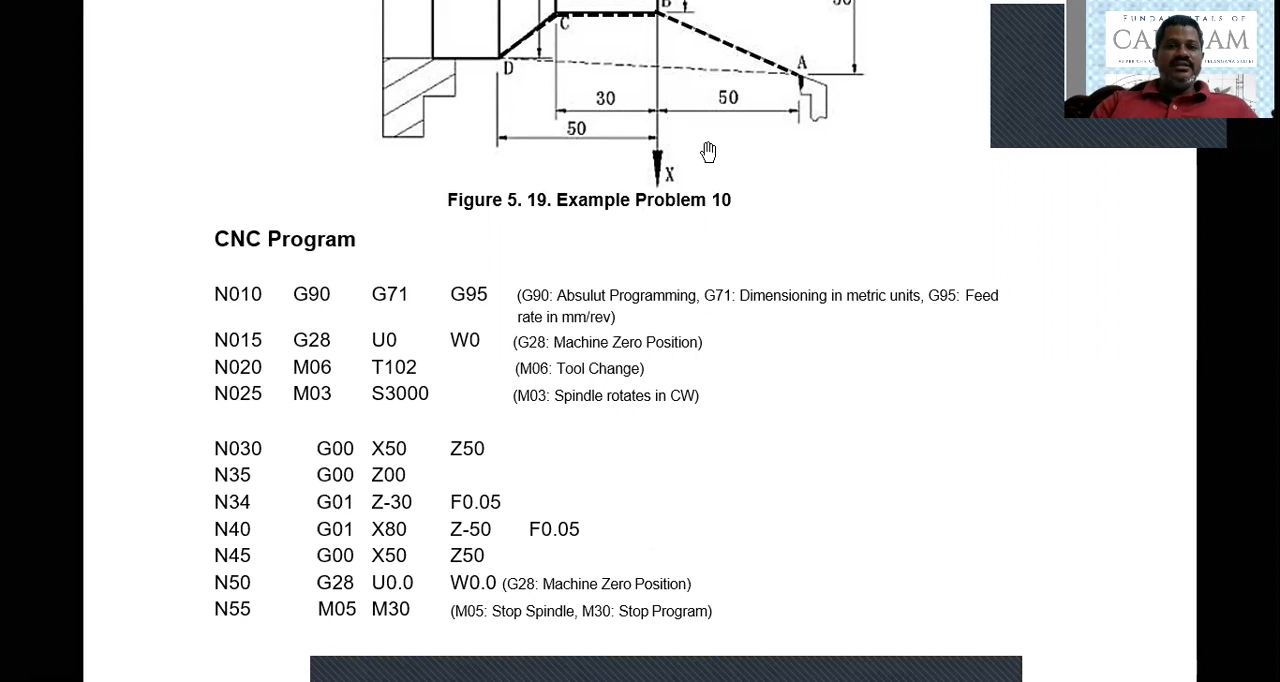 B
C
D
A
30
50
50
X
FUNDAMENTALS OF
Figure 5. 19. Example Problem 10
CNC Program
N010 G90 G71 G95 (G90: Absulut Programming, G71: Dimensioning in metric units, G95: Feed
rate in mm/rev)
N015 G28 U0 W0 (G28: Machine Zero Position)
N020 M06 T102 (M06: Tool Change)
N025 M03 S3000 (M03: Spindle rotates in CW)
N030 G00 X50 Z50
N35 G00 Z00
N34 G01 Z-30 F0.05
N40 G01 X80 Z-50 F0.05
N45 G00 X50 Z50
N50 G28 U0.0 W0.0 (G28: Machine Zero Position)
N55 M05 M30 (M05: Stop Spindle, M30: Stop Program)